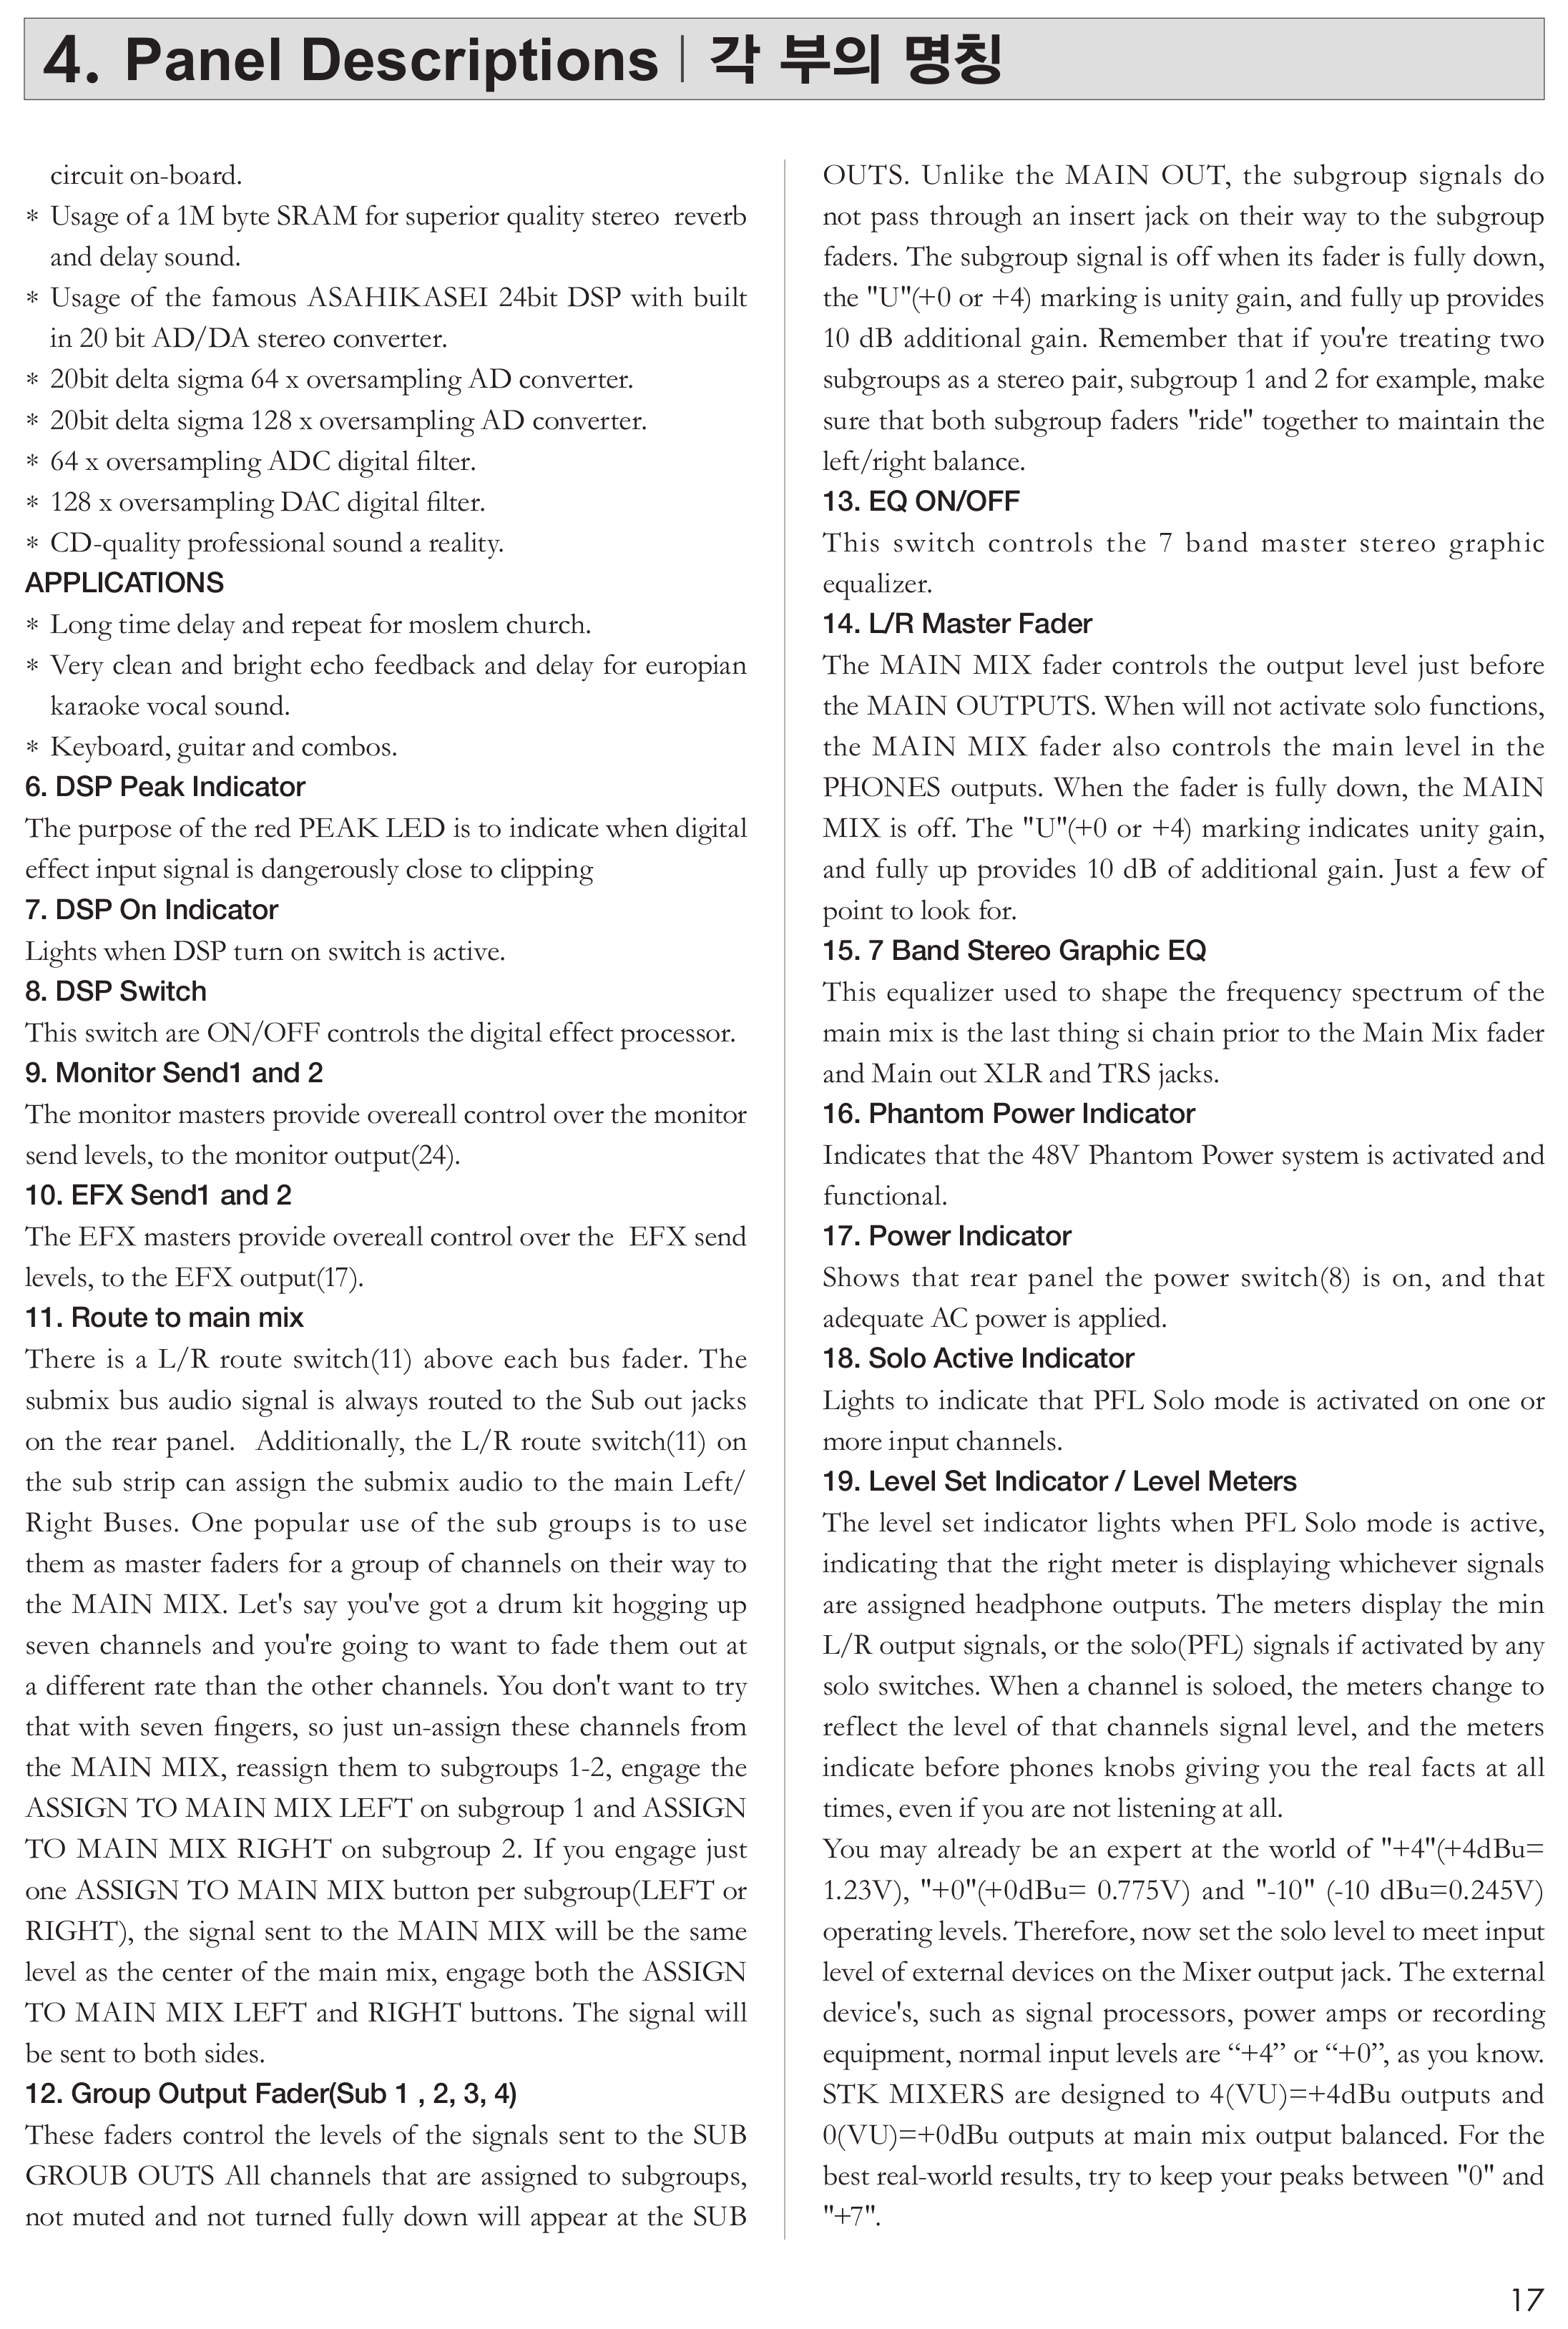 4. Panel Descriptions | 각 부의 명칭
circuit on-board.
* Usage of a 1M byte SRAM for superior quality stereo  reverb
and delay sound.
* Usage of the famous ASAHIKASEI 24bit DSP with built
in 20 bit AD/DA stereo converter.
* 20bit delta sigma 64 x oversampling AD converter.
* 20bit delta sigma 128 x oversampling AD converter.
* 64 x oversampling ADC digital filter.
* 128 x oversampling DAC digital filter.
* CD-quality professional sound a reality.
APPLICATIONS
* Long time delay and repeat for moslem church.
* Very clean and bright echo feedback and delay for europian
karaoke vocal sound.
* Keyboard, guitar and combos.
6. DSP Peak Indicator
The purpose of the red PEAK LED is to indicate when digital
effect input signal is dangerously close to clipping
7. DSP On Indicator
Lights when DSP turn on switch is active.
8. DSP Switch
This switch are ON/OFF controls the digital effect processor.
9. Monitor Send1 and 2
The monitor masters provide overeall control over the monitor
send levels, to the monitor output(24).
10. EFX Send1 and 2
The EFX masters provide overeall control over the  EFX send
levels, to the EFX output(17).
11. Route to main mix
There is a L/R route switch(11) above each bus fader. The
submix bus audio signal is always routed to the Sub out jacks
on the rear panel.  Additionally, the L/R route switch(11) on
the sub strip can assign the submix audio to the main Left/
Right Buses. One popular use of the sub groups is to use
them as master faders for a group of channels on their way to
the MAIN MIX. Let's say you've got a drum kit hogging up
seven channels and you're going to want to fade them out at
a different rate than the other channels. You don't want to try
that with seven fingers, so just un-assign these channels from
the MAIN MIX, reassign them to subgroups 1-2, engage the
ASSIGN TO MAIN MIX LEFT on subgroup 1 and ASSIGN
TO MAIN MIX RIGHT on subgroup 2. If you engage just
one ASSIGN TO MAIN MIX button per subgroup(LEFT or
RIGHT), the signal sent to the MAIN MIX will be the same
level as the center of the main mix, engage both the ASSIGN
TO MAIN MIX LEFT and RIGHT buttons. The signal will
be sent to both sides.
12. Group Output Fader(Sub 1 , 2, 3, 4)
These faders control the levels of the signals sent to the SUB
GROUB OUTS All channels that are assigned to subgroups,
not muted and not turned fully down will appear at the SUB
OUTS. Unlike the MAIN OUT, the subgroup signals do
not pass through an insert jack on their way to the subgroup
faders. The subgroup signal is off when its fader is fully down,
the "U"(+0 or +4) marking is unity gain, and fully up provides
10 dB additional gain. Remember that if you're treating two
subgroups as a stereo pair, subgroup 1 and 2 for example, make
sure that both subgroup faders "ride" together to maintain the
left/right balance.
13. EQ ON/OFF
This switch controls the 7 band master stereo graphic
equalizer.
14. L/R Master Fader
The MAIN MIX fader controls the output level just before
the MAIN OUTPUTS. When will not activate solo functions,
the MAIN MIX fader also controls the main level in the
PHONES outputs. When the fader is fully down, the MAIN
MIX is off. The "U"(+0 or +4) marking indicates unity gain,
and fully up provides 10 dB of additional gain. Just a few of
point to look for.
15. 7 Band Stereo Graphic EQ
This equalizer used to shape the frequency spectrum of the
main mix is the last thing si chain prior to the Main Mix fader
and Main out XLR and TRS jacks.
16. Phantom Power Indicator
Indicates that the 48V Phantom Power system is activated and
functional.
17. Power Indicator
Shows that rear panel the power switch(8) is on, and that
adequate AC power is applied.
18. Solo Active Indicator
Lights to indicate that PFL Solo mode is activated on one or
more input channels.
19. Level Set Indicator / Level Meters
The level set indicator lights when PFL Solo mode is active,
indicating that the right meter is displaying whichever signals
are assigned headphone outputs. The meters display the min
L/R output signals, or the solo(PFL) signals if activated by any
solo switches. When a channel is soloed, the meters change to
reflect the level of that channels signal level, and the meters
indicate before phones knobs giving you the real facts at all
times, even if you are not listening at all.
You may already be an expert at the world of "+4"(+4dBu=
1.23V), "+0"(+0dBu= 0.775V) and "-10" (-10 dBu=0.245V)
operating levels. Therefore, now set the solo level to meet input
level of external devices on the Mixer output jack. The external
device's, such as signal processors, power amps or recording
equipment, normal input levels are “+4” or “+0”, as you know.
STK MIXERS are designed to 4(VU)=+4dBu outputs and
0(VU)=+0dBu outputs at main mix output balanced. For the
best real-world results, try to keep your peaks between "0" and
"+7".
17